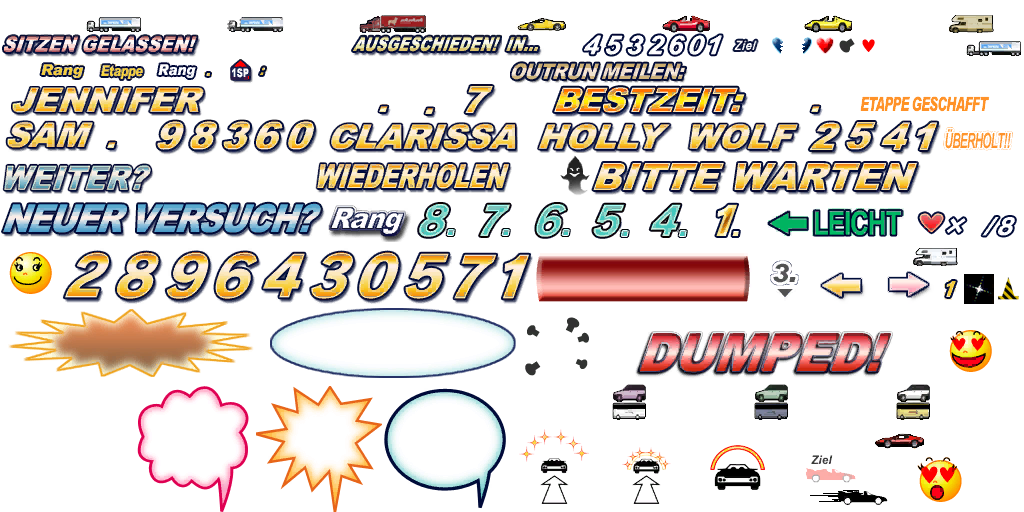 SITZEN GELASSEN!
AUSGESCHIEDEN! IN...
4532601 Ziel
Rang Etappe Rang . 1SP :
OUTRUN MEILEN:
JENNIFER . . 7 BESTZEIT: . ETAPPE GESCHAFFT
SAM . 98360 CLARISSA HOLLY WOLF 2541 ÜBERHOLT!!
WEITER? WIEDERHOLEN BITTE WARTEN
NEUER VERSUCH? Rang 8. 7. 6. 5. 4. 1. LEICHT × /8
2896430571 3. 1
DUMPED!
Ziel